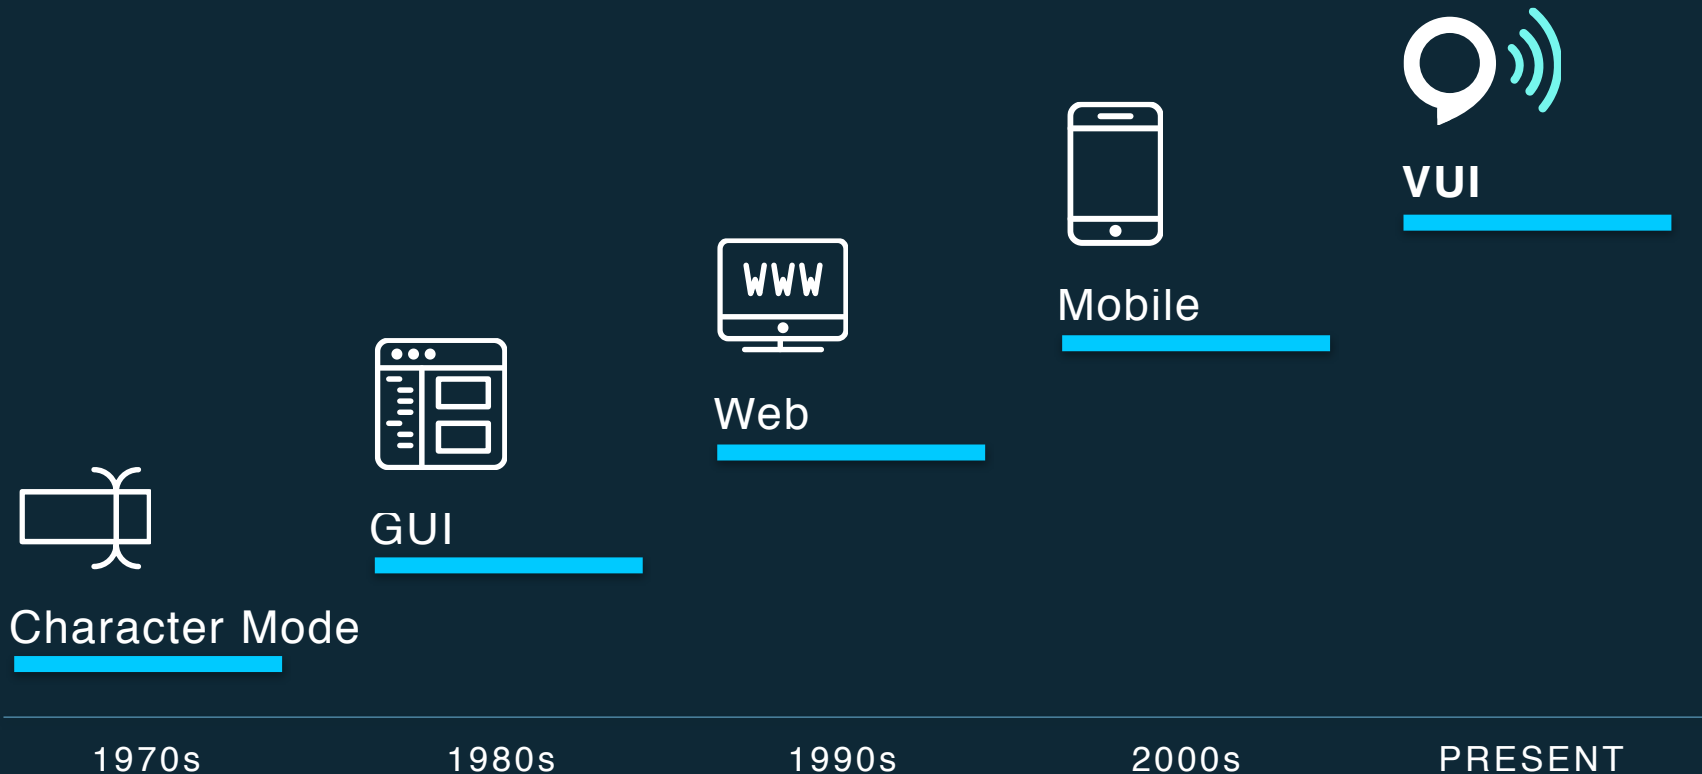 VUI
Mobile
WWW
Web
GUI
Character Mode
1970s 1980s 1990s 2000s PRESENT